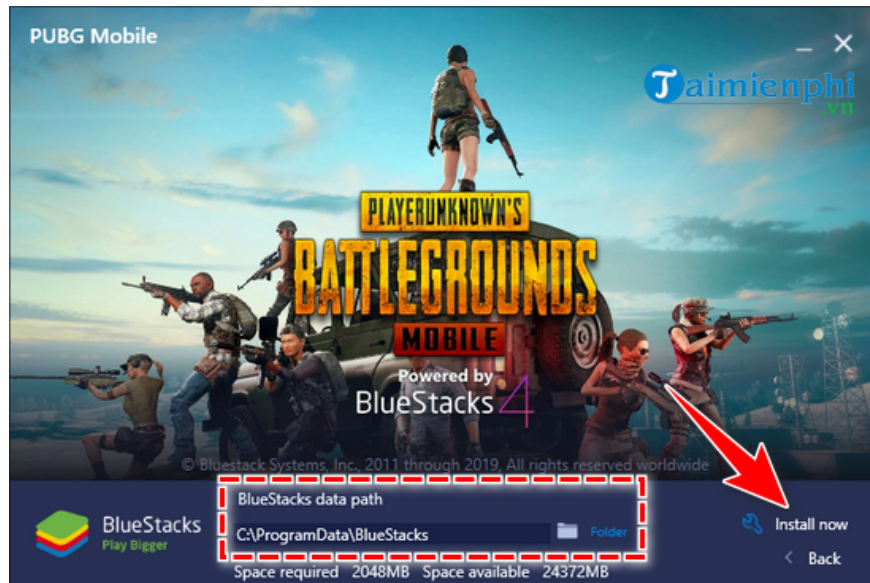 PUBG Mobile
Taimienphi
.vn
PLAYERUNKNOWN'S
BATTLEGROUNDS
MOBILE
Powered by
BlueStacks 4
© Bluestack Systems, Inc., 2011 through 2019, All rights reserved worldwide
BlueStacks data path
BlueStacks
Play Bigger
C:\ProgramData\BlueStacks
Folder
Install now
Back
Space required 2048MB Space available 24372MB